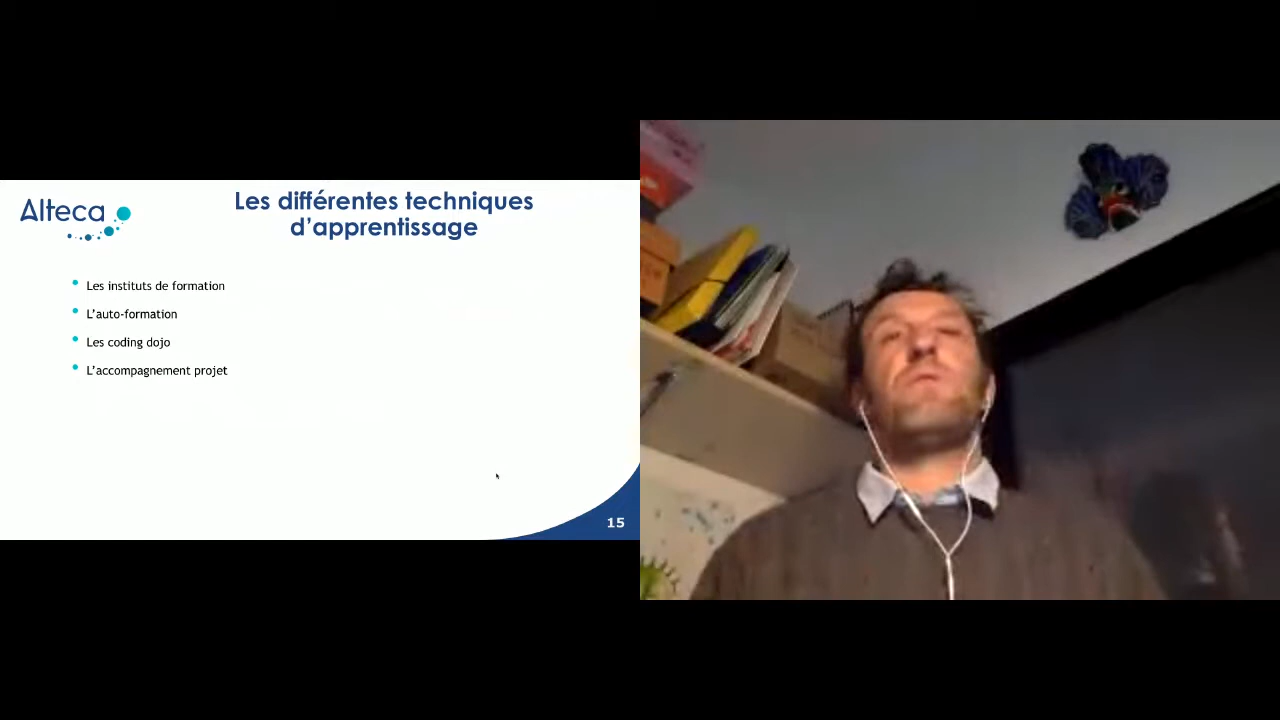 Alteca
Les différentes techniques
d'apprentissage
Les instituts de formation
L'auto-formation
Les coding dojo
L'accompagnement projet
15